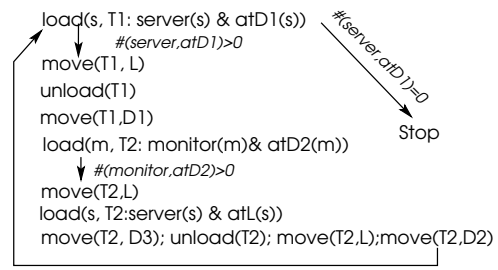 load(s, T1: server(s) & atD1(s))
#(server,atD1)>0
#(server,atD1)=0
move(T1, L)
unload(T1)
move(T1,D1)
Stop
load(m, T2: monitor(m)& atD2(m))
#(monitor,atD2)>0
move(T2,L)
load(s, T2:server(s) & atL(s))
move(T2, D3); unload(T2); move(T2,L);move(T2,D2)